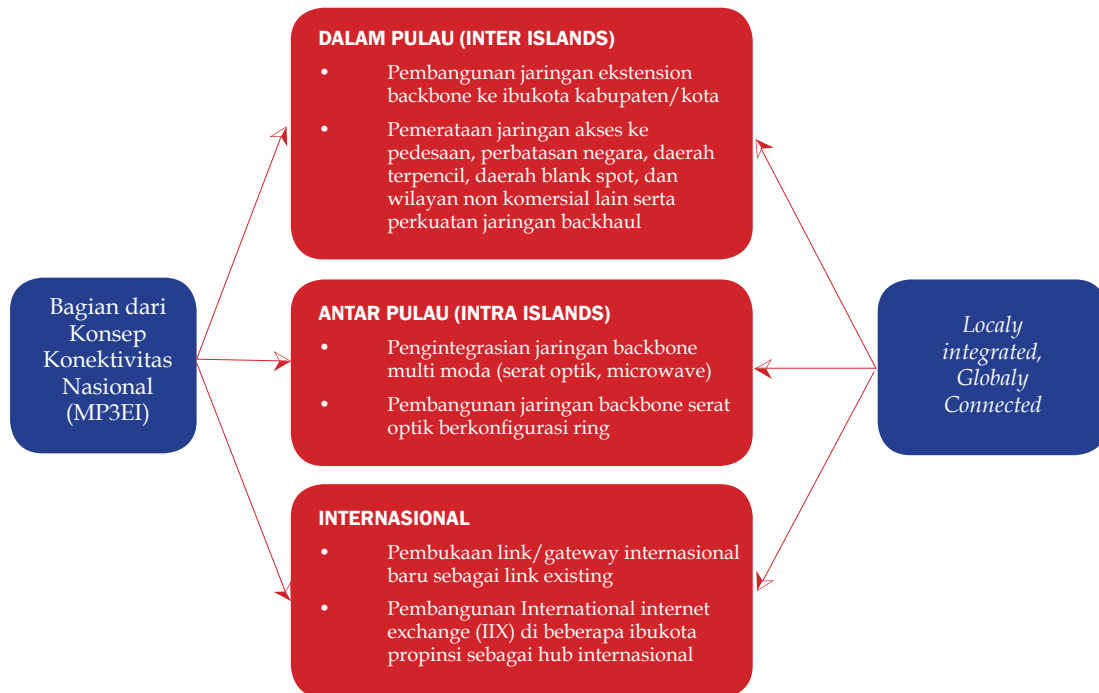 Bagian dari
Konsep
Konektivitas
Nasional
(MP3EI)
DALAM PULAU (INTER ISLANDS)
• Pembangunan jaringan ekstension
backbone ke ibukota kabupaten/kota
• Pemerataan jaringan akses ke
pedesaan, perbatasan negara, daerah
terpencil, daerah blank spot, dan
wilayan non komersial lain serta
perkuatan jaringan backhaul
ANTAR PULAU (INTRA ISLANDS)
• Pengintegrasian jaringan backbone
multi moda (serat optik, microwave)
• Pembangunan jaringan backbone serat
optik berkonfigurasi ring
INTERNASIONAL
• Pembukaan link/gateway internasional
baru sebagai link existing
• Pembangunan International internet
exchange (IIX) di beberapa ibukota
propinsi sebagai hub internasional
Localy
integrated,
Globaly
Connected